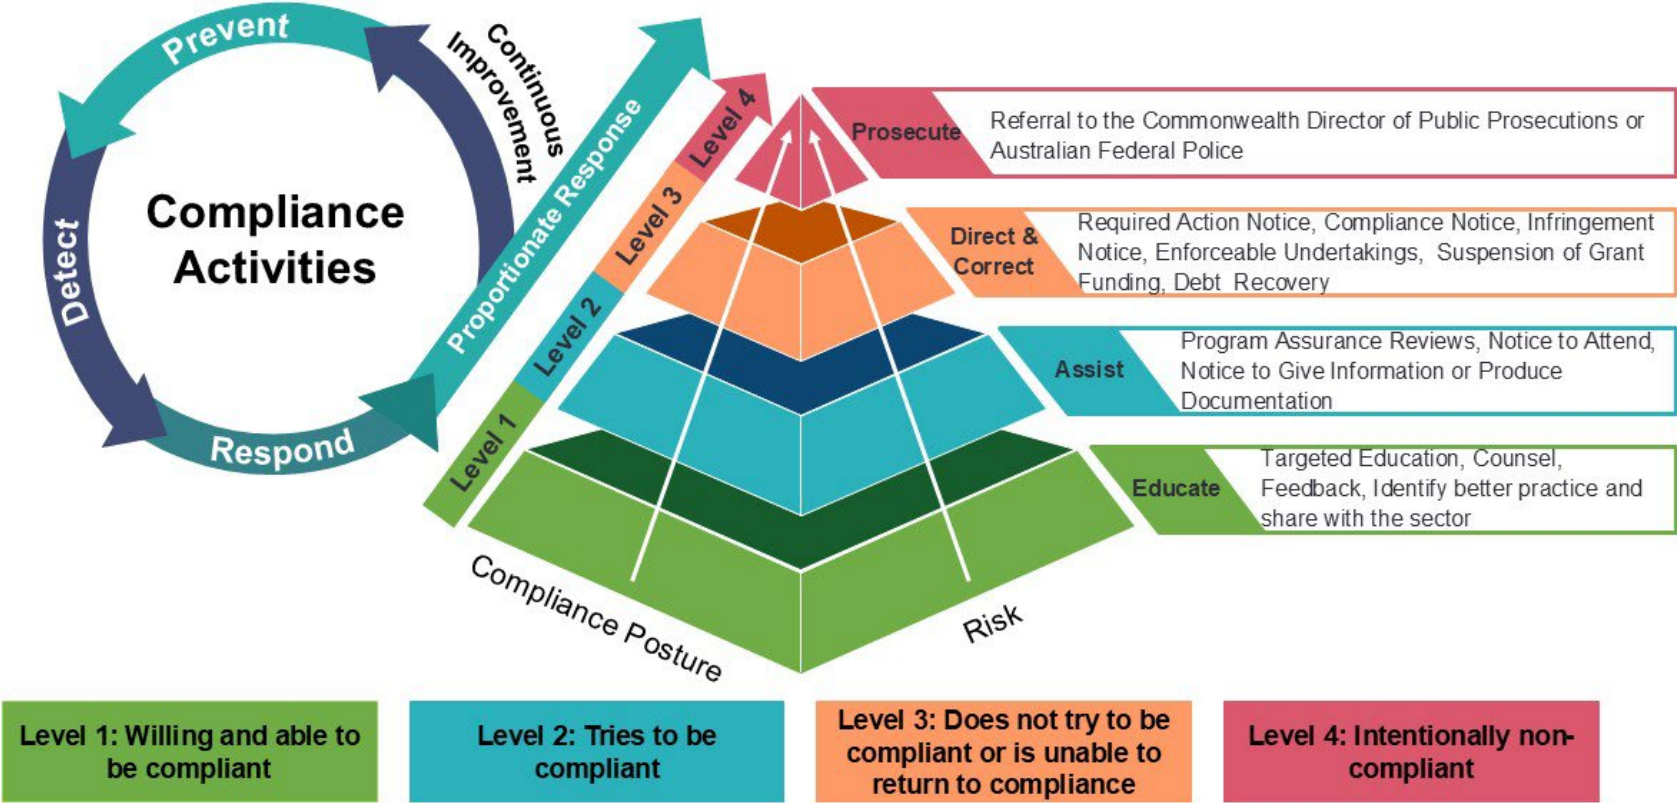 Prevent
Continuous
Improvement
Detect
Compliance
Activities
Respond
Proportionate Response
Level 4
Level 3
Level 2
Level 1
Prosecute
Referral to the Commonwealth Director of Public Prosecutions or
Australian Federal Police
Direct &
Correct
Required Action Notice, Compliance Notice, Infringement
Notice, Enforceable Undertakings, Suspension of Grant
Funding, Debt Recovery
Assist
Program Assurance Reviews, Notice to Attend,
Notice to Give Information or Produce
Documentation
Educate
Targeted Education, Counsel,
Feedback, Identify better practice and
share with the sector
Compliance Posture
Risk
Level 1: Willing and able to
be compliant
Level 2: Tries to be
compliant
Level 3: Does not try to be
compliant or is unable to
return to compliance
Level 4: Intentionally non-
compliant